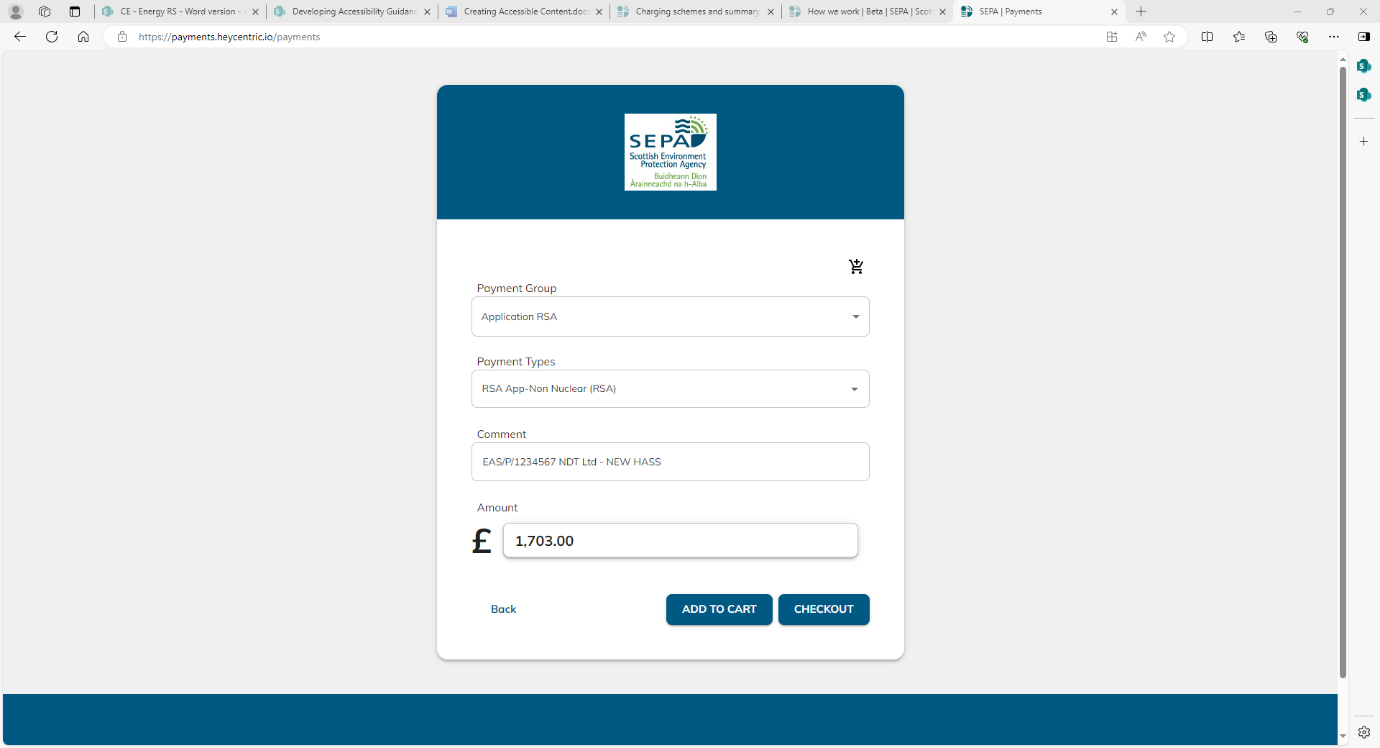 CE - Energy RS - Word version - 
Developing Accessibility Guidanc
Creating Accessible Content.doc
Charging schemes and summary
How we work | Beta | SEPA | Scot
SEPA | Payments
https://payments.heycentric.io/payments
SEPA
Scottish Environment
Protection Agency
Buidheann Dìon
Àrainneachd na h-Alba
Payment Group
Application RSA
Payment Types
RSA App-Non Nuclear (RSA)
Comment
EAS/P/1234567 NDT Ltd - NEW HASS
Amount
£ 1,703.00
Back
ADD TO CART
CHECKOUT